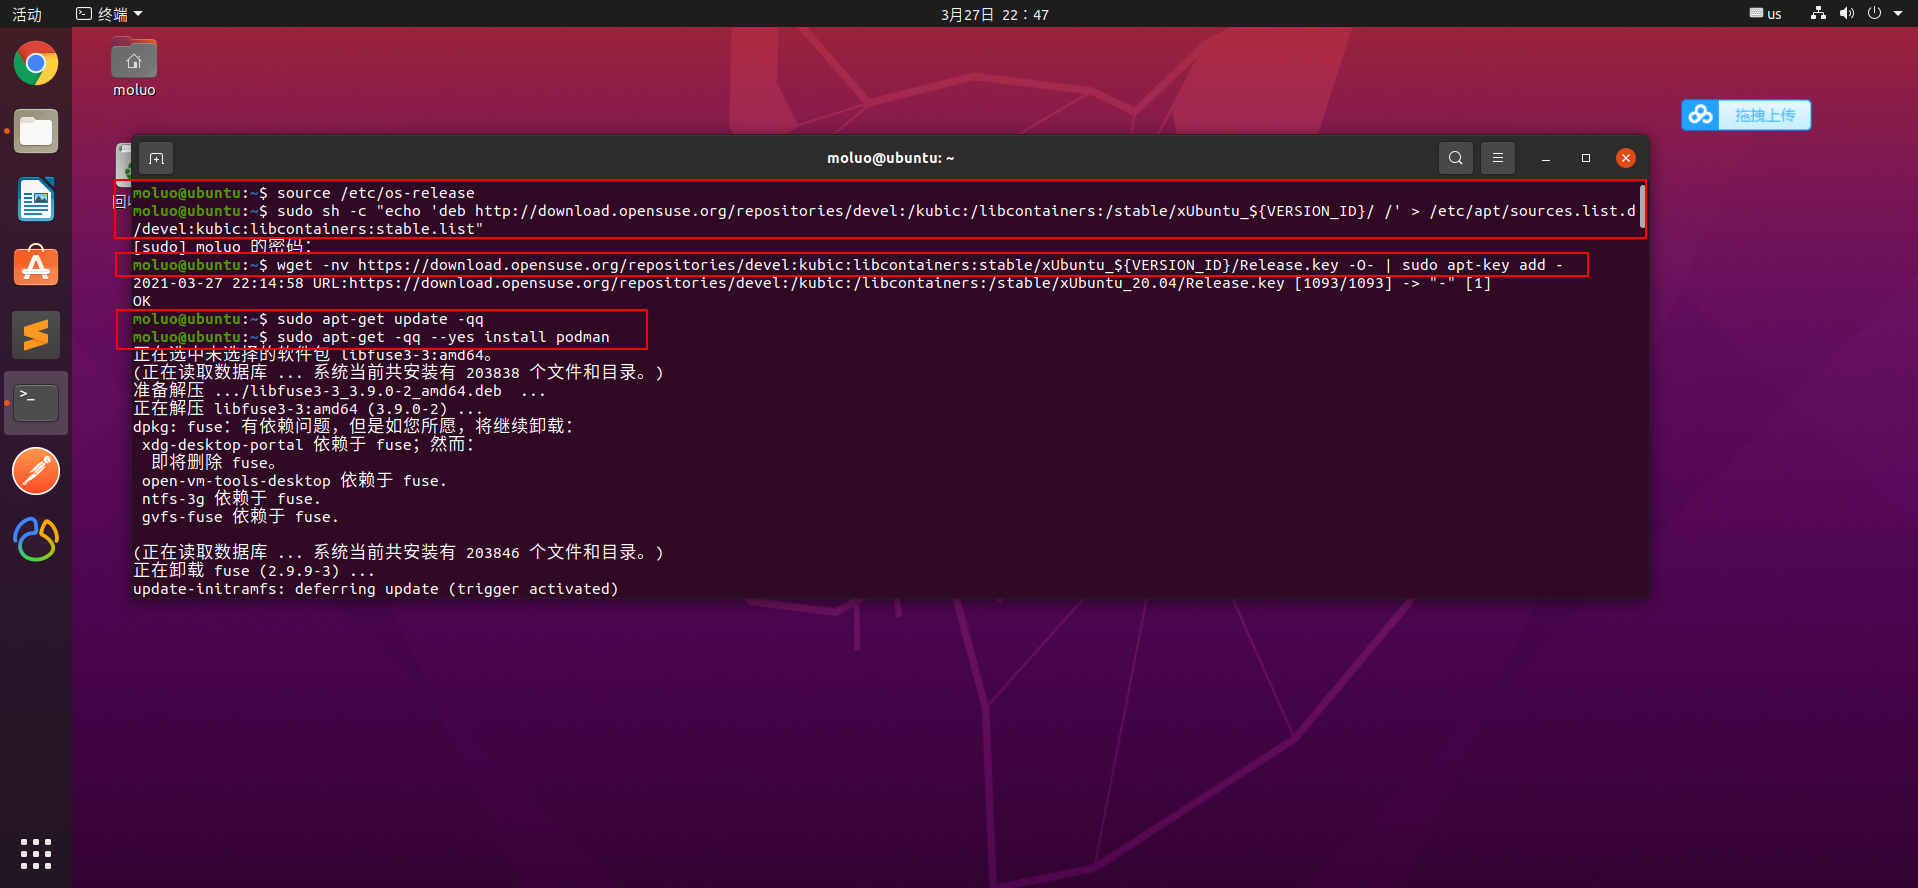 活动 终端 3月27日 22：47 us
moluo
拖拽上传
moluo@ubuntu: ~
moluo@ubuntu:~$ source /etc/os-release
moluo@ubuntu:~$ sudo sh -c "echo 'deb http://download.opensuse.org/repositories/devel:/kubic:/libcontainers:/stable/xUbuntu_${VERSION_ID}/ /' > /etc/apt/sources.list.d
/devel:kubic:libcontainers:stable.list"
[sudo] moluo 的密码：
moluo@ubuntu:~$ wget -nv https://download.opensuse.org/repositories/devel:kubic:libcontainers:stable/xUbuntu_${VERSION_ID}/Release.key -O- | sudo apt-key add -
2021-03-27 22:14:58 URL:https://download.opensuse.org/repositories/devel:/kubic:/libcontainers:/stable/xUbuntu_20.04/Release.key [1093/1093] -> "-" [1]
OK
moluo@ubuntu:~$ sudo apt-get update -qq
moluo@ubuntu:~$ sudo apt-get -qq --yes install podman
正在选中未选择的软件包 libfuse3-3:amd64。
(正在读取数据库 ... 系统当前共安装有 203838 个文件和目录。)
准备解压 .../libfuse3-3_3.9.0-2_amd64.deb  ...
正在解压 libfuse3-3:amd64 (3.9.0-2) ...
dpkg: fuse：有依赖问题，但是如您所愿，将继续卸载：
 xdg-desktop-portal 依赖于 fuse；然而：
  即将删除 fuse。
 open-vm-tools-desktop 依赖于 fuse.
 ntfs-3g 依赖于 fuse.
 gvfs-fuse 依赖于 fuse.
(正在读取数据库 ... 系统当前共安装有 203846 个文件和目录。)
正在卸载 fuse (2.9.9-3) ...
update-initramfs: deferring update (trigger activated)